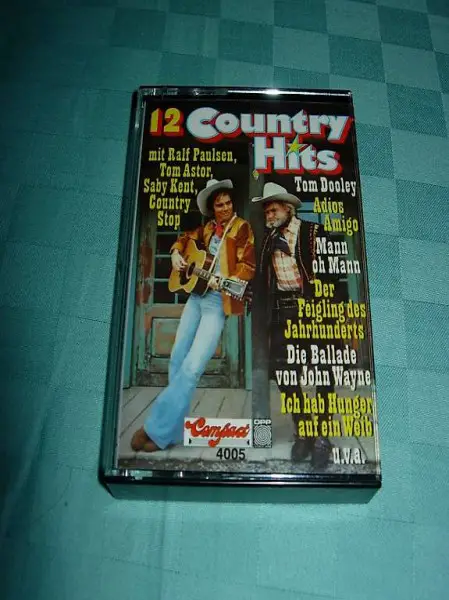 12 Country
Hits
mit Ralf Paulsen,
Tom Astor,
Saby Kent,
Country
Stop
Tom Dooley
Adios
Amigo
Mann
oh Mann
Der
Feigling des
Jahrhunderts
Die Ballade
von John Wayne
Ich hab Hunger
auf ein Weib
u.v.a.
Compact
4005
OPP